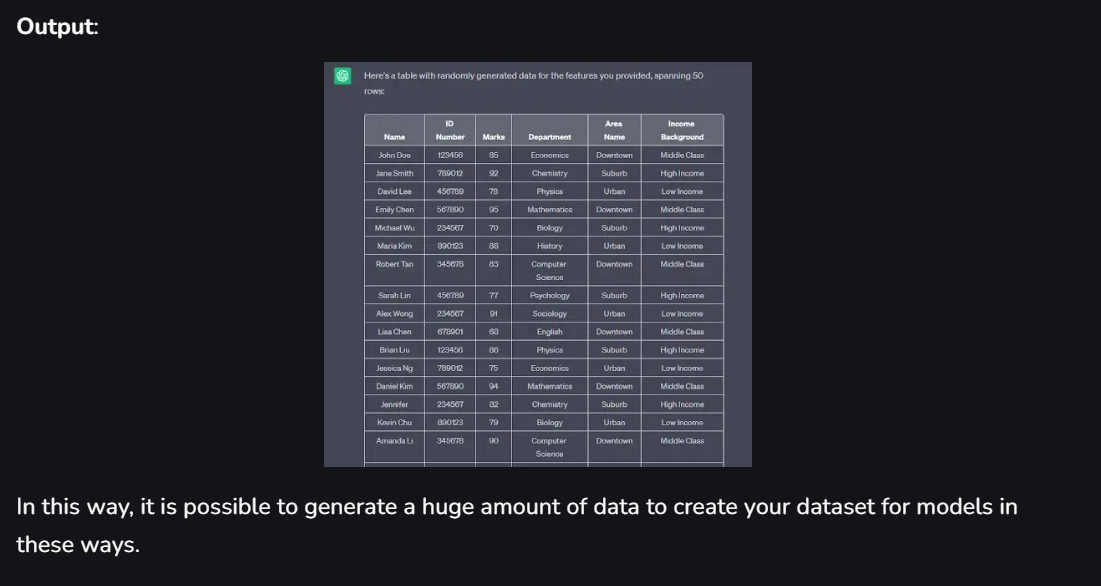 Output:
Here's a table with randomly generated data for the features you provided, spanning 50
rows:
Name ID Number Marks Department Area Name Income Background
John Doe 123456 85 Economics Downtown Middle Class
Jane Smith 789012 92 Chemistry Suburb High Income
David Lee 456789 78 Physics Urban Low Income
Emily Chen 567890 95 Mathematics Downtown Middle Class
Michael Wu 234567 70 Biology Suburb High Income
Maria Kim 890123 88 History Urban Low Income
Robert Tan 345678 83 Computer Science Downtown Middle Class
Sarah Lin 456789 77 Psychology Suburb High Income
Alex Wong 234567 91 Sociology Urban Low Income
Lisa Chen 678901 68 English Downtown Middle Class
Brian Liu 123456 86 Physics Suburb High Income
Jessica Ng 789012 75 Economics Urban Low Income
Daniel Kim 567890 94 Mathematics Downtown Middle Class
Jennifer 234567 82 Chemistry Suburb High Income
Kevin Chu 890123 79 Biology Urban Low Income
Amanda Li 345678 90 Computer Science Downtown Middle Class
In this way, it is possible to generate a huge amount of data to create your dataset for models in
these ways.